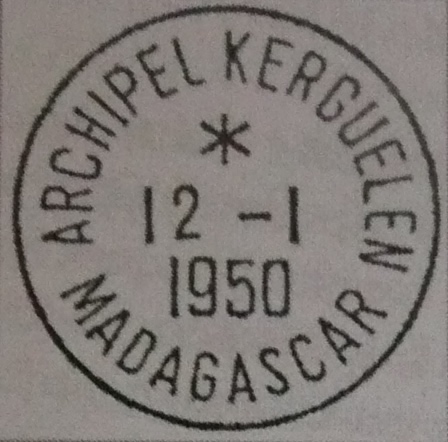 ARCHIPEL KERGUELEN
*
12 -1
1950
MADAGASCAR